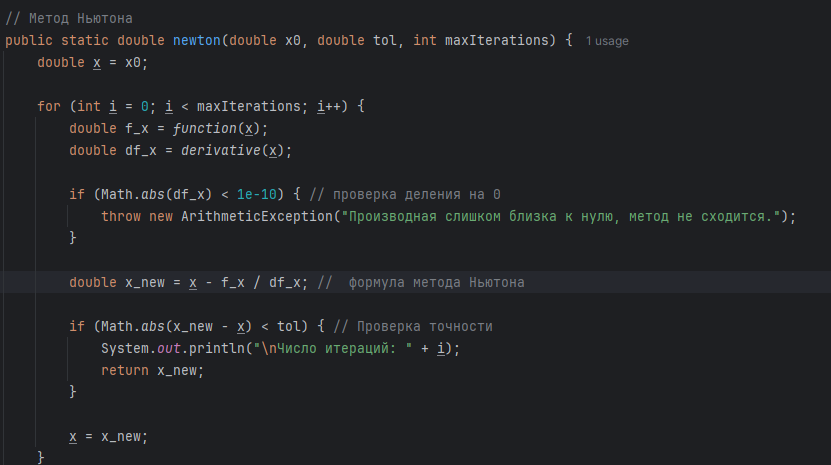 // Метод Ньютона
public static double newton(double x0, double tol, int maxIterations) { 1 usage
double x = x0;
for (int i = 0; i < maxIterations; i++) {
double f_x = function(x);
double df_x = derivative(x);
if (Math.abs(df_x) < 1e-10) { // проверка деления на 0
throw new ArithmeticException("Производная слишком близка к нулю, метод не сходится.");
}
double x_new = x - f_x / df_x; //  формула метода Ньютона
if (Math.abs(x_new - x) < tol) { // Проверка точности
System.out.println("\nЧисло итераций: " + i);
return x_new;
}
x = x_new;
}